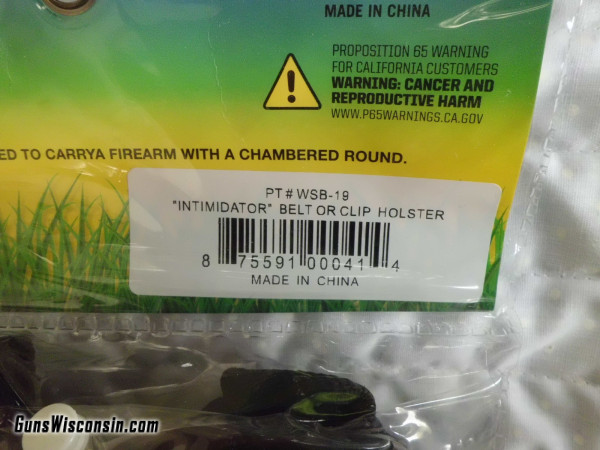 MADE IN CHINA
PROPOSITION 65 WARNING
FOR CALIFORNIA CUSTOMERS
WARNING: CANCER AND
REPRODUCTIVE HARM
WWW.P65WARNINGS.CA.GOV
ED TO CARRYA FIREARM WITH A CHAMBERED ROUND.
PT# WSB-19
"INTIMIDATOR" BELT OR CLIP HOLSTER
8 75591 00041 4
MADE IN CHINA
GunsWisconsin.com